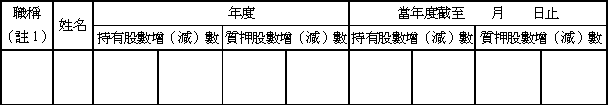 職稱
（註1）
姓名
年度
當年度截至　　月　　日止
持有股數增（減）數
質押股數增（減）數
持有股數增（減）數
質押股數增（減）數